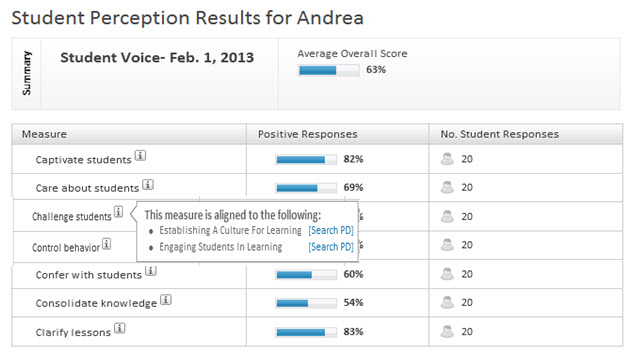 Student Perception Results for Andrea
Summary
Student Voice- Feb. 1, 2013
Average Overall Score
63%
Measure Positive Responses No. Student Responses
Captivate students 82% 20
Care about students 69% 20
Challenge students % 20
This measure is aligned to the following:
Establishing A Culture For Learning [Search PD]
Engaging Students In Learning [Search PD]
Control behavior % 20
Confer with students 60% 20
Consolidate knowledge 54% 20
Clarify lessons 83% 20